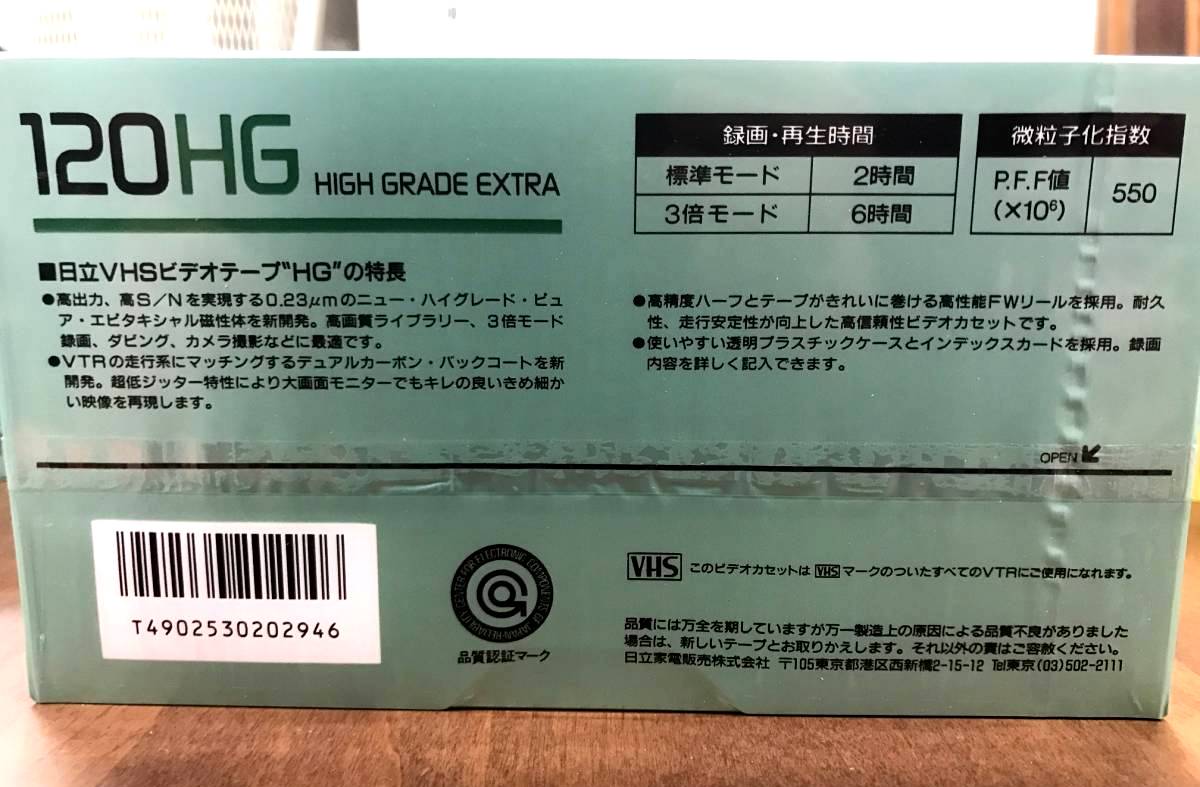 120HG HIGH GRADE EXTRA
録画・再生時間
標準モード 2時間
3倍モード 6時間
微粒子化指数
P.F.F値
(×10⁶)
550
■日立VHSビデオテープ"HG"の特長
●高出力、高S/Nを実現する0.23μmのニュー・ハイグレード・ピュ
ア・エピタキシャル磁性体を新開発。高画質ライブラリー、3倍モード
録画、ダビング、カメラ撮影などに最適です。
●VTRの走行系にマッチングするデュアルカーボン・バックコートを新
開発。超低ジッター特性により大画面モニターでもキレの良いきめ細か
い映像を再現します。
●高精度ハーフとテープがきれいに巻ける高性能FWリールを採用。耐久
性、走行安定性が向上した高信頼性ビデオカセットです。
●使いやすい透明プラスチックケースとインデックスカードを採用。録画
内容を詳しく記入できます。
OPEN
T4902530202946
CENTER FOR ELECTRONIC COMPONENTS OF JAPAN-RELIABILITY
品質認証マーク
VHS このビデオカセットは VHS マークのついたすべてのVTRにご使用になれます。
品質には万全を期していますが万一製造上の原因による品質不良がありました
場合は、新しいテープとお取りかえします。それ以外の責はご容赦ください。
日立家電販売株式会社 〒105東京都港区西新橋2-15-12 Tel東京(03)502-2111